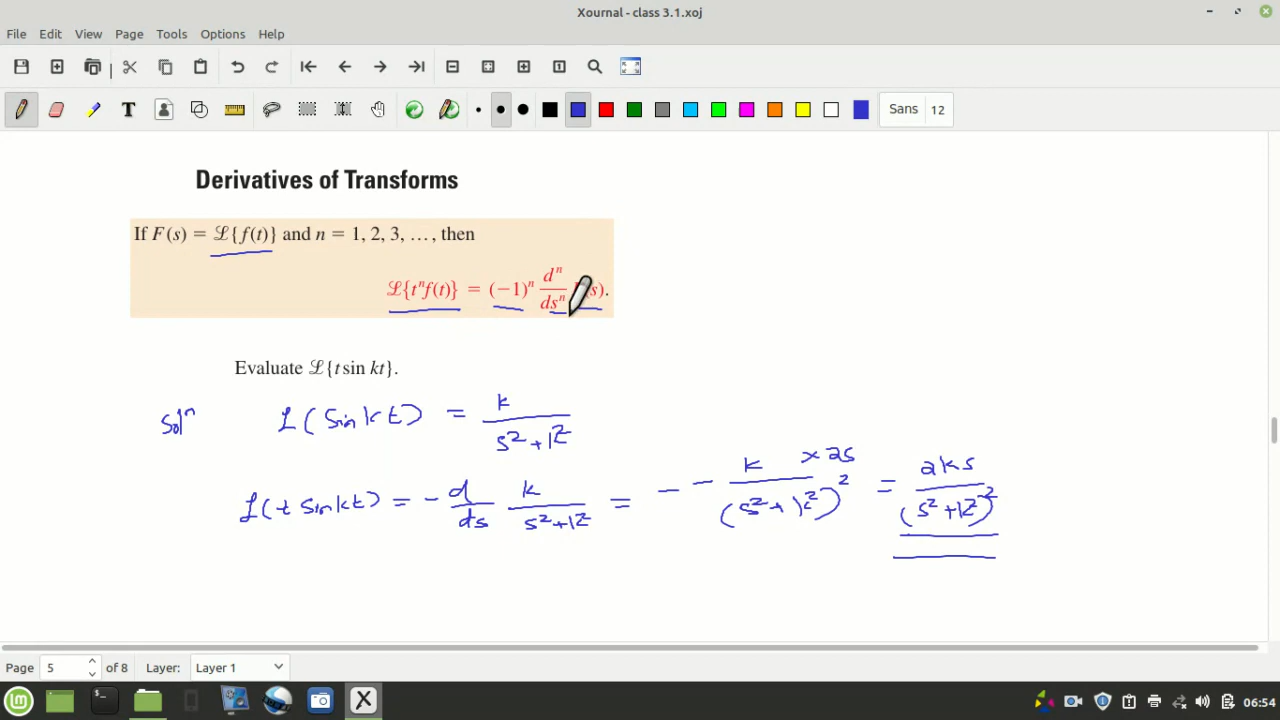 Xournal - class 3.1.xoj
File Edit View Page Tools Options Help
Sans 12
Derivatives of Transforms
If F(s) = ℒ{f(t)} and n = 1, 2, 3, …, then
ℒ{tⁿf(t)} = (−1)ⁿ dⁿ/dsⁿ F(s).
Evaluate ℒ{t sin kt}.
Solⁿ L(Sin kt) = k/(s²+k²)
L(t sin kt) = - d/ds k/(s²+k²) = - - k × 2s/(s²+k²)² = 2ks/(s²+k²)²
Page 5 of 8 Layer: Layer 1
06:54